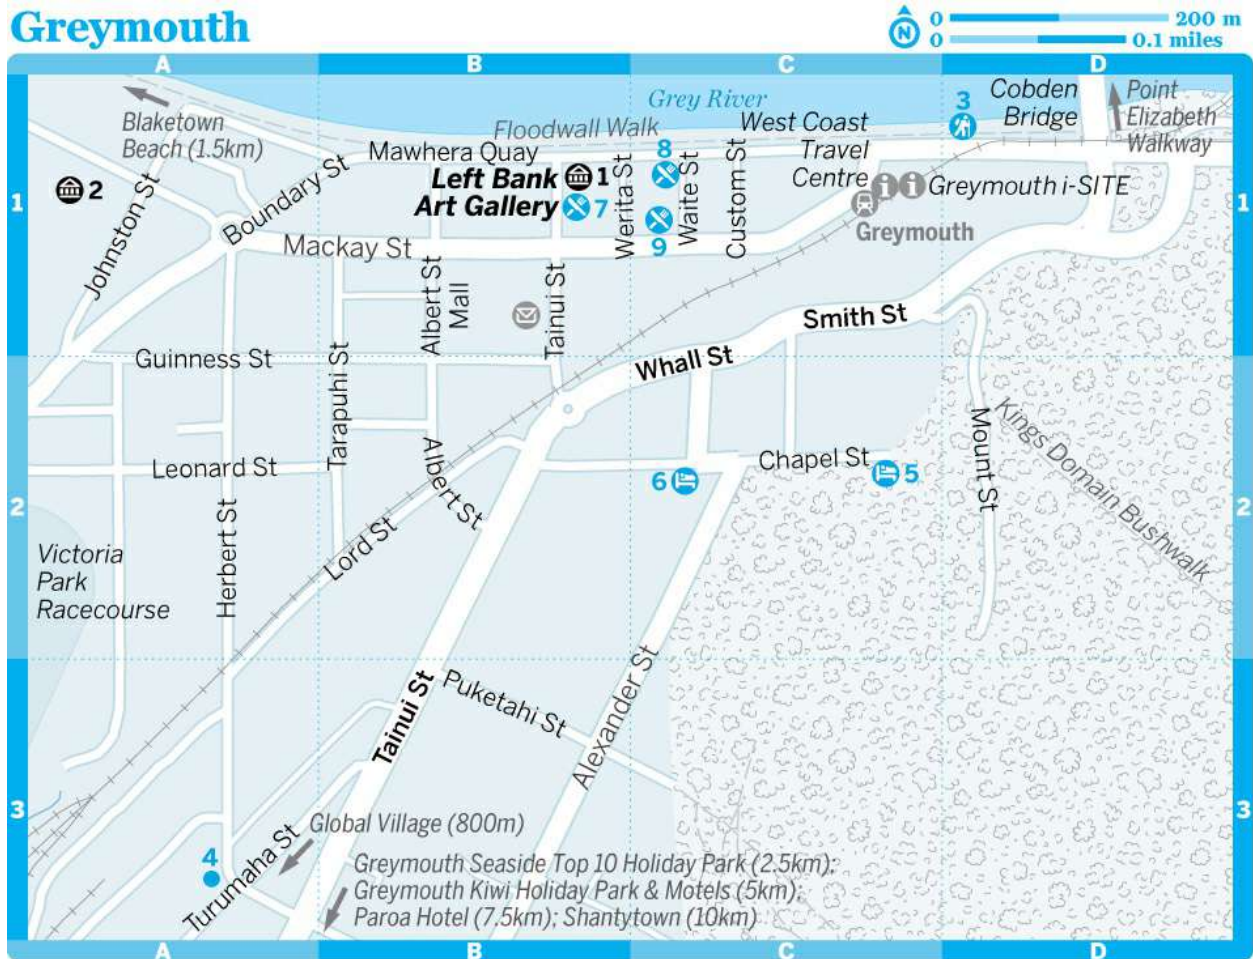 Greymouth
N
0 200 m
0 0.1 miles
A B C D
Grey River
Floodwall Walk
Cobden
Bridge
3
Point
Elizabeth
Walkway
Blaketown
Beach (1.5km)
West Coast
Travel
Centre
Greymouth i-SITE
Greymouth
Mawhera Quay
8
Left Bank
Art Gallery
1
7
9
1
2
1
Johnston St
Boundary St
Mackay St
Werita St
Waite St
Custom St
Albert St
Mall
Tainui St
Smith St
Whall St
Guinness St
Tarapuhi St
Leonard St
Albert St
Chapel St
6
5
Mount St
Kings Domain Bushwalk
2
2
Herbert St
Lord St
Victoria
Park
Racecourse
Tainui St
Puketahi St
Alexander St
3
3
4
Turumaha St
Global Village (800m)
Greymouth Seaside Top 10 Holiday Park (2.5km);
Greymouth Kiwi Holiday Park & Motels (5km);
Paroa Hotel (7.5km); Shantytown (10km)
A B C D